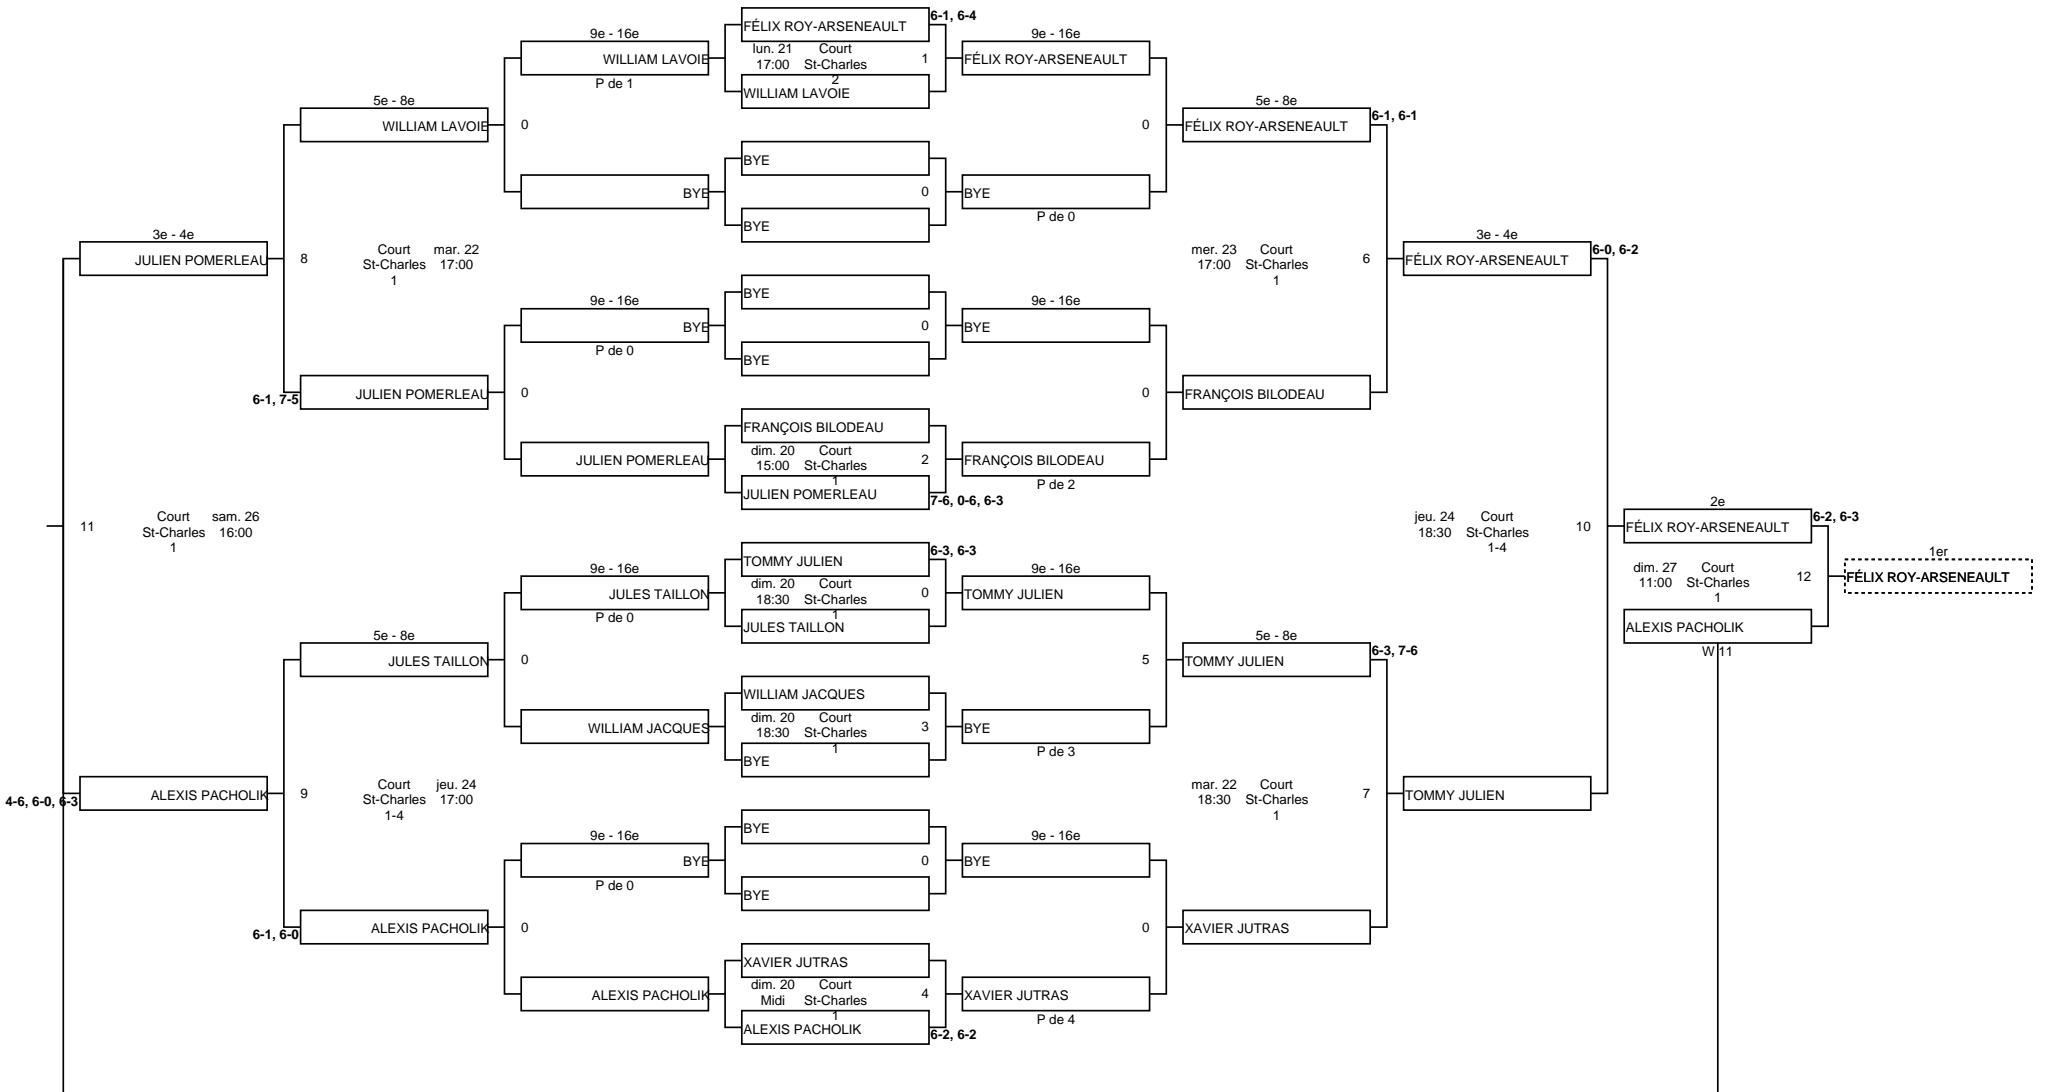 6-1, 6-4
FÉLIX ROY-ARSENEAULT
9e - 16e
9e - 16e
lun. 21 Court
WILLIAM LAVOIE
17:00 St-Charles 1
FÉLIX ROY-ARSENEAULT
2
P de 1
WILLIAM LAVOIE
5e - 8e
5e - 8e
6-1, 6-1
WILLIAM LAVOIE
0
0
FÉLIX ROY-ARSENEAULT
BYE
BYE
0
BYE
P de 0
BYE
3e - 4e
3e - 4e
Court mar. 22
mer. 23 Court
6-0, 6-2
JULIEN POMERLEAU
8
St-Charles 17:00
17:00 St-Charles
6
FÉLIX ROY-ARSENEAULT
1
1
BYE
9e - 16e
9e - 16e
BYE
0
BYE
P de 0
BYE
6-1, 7-5
JULIEN POMERLEAU
0
0
FRANÇOIS BILODEAU
FRANÇOIS BILODEAU
dim. 20 Court
JULIEN POMERLEAU
15:00 St-Charles 2
FRANÇOIS BILODEAU
1
P de 2
JULIEN POMERLEAU
7-6, 0-6, 6-3
2e
11
Court sam. 26
St-Charles 16:00
1
jeu. 24 Court
18:30 St-Charles
1-4
10
FÉLIX ROY-ARSENEAULT
6-2, 6-3
6-3, 6-3
TOMMY JULIEN
1er
9e - 16e
9e - 16e
dim. 27 Court
11:00 St-Charles 12
1
FÉLIX ROY-ARSENEAULT
dim. 20 Court
JULES TAILLON
18:30 St-Charles 0
TOMMY JULIEN
1
P de 0
JULES TAILLON
ALEXIS PACHOLIK
W 11
5e - 8e
5e - 8e
6-3, 7-6
JULES TAILLON
0
5
TOMMY JULIEN
WILLIAM JACQUES
dim. 20 Court
WILLIAM JACQUES
18:30 St-Charles 3
BYE
1
P de 3
BYE
4-6, 6-0, 6-3
ALEXIS PACHOLIK
9
Court jeu. 24
St-Charles 17:00
1-4
mar. 22 Court
18:30 St-Charles
1
7
TOMMY JULIEN
BYE
9e - 16e
9e - 16e
BYE
0
BYE
P de 0
BYE
6-1, 6-0
ALEXIS PACHOLIK
0
0
XAVIER JUTRAS
XAVIER JUTRAS
dim. 20 Court
ALEXIS PACHOLIK
Midi St-Charles 4
XAVIER JUTRAS
1
P de 4
ALEXIS PACHOLIK
6-2, 6-2